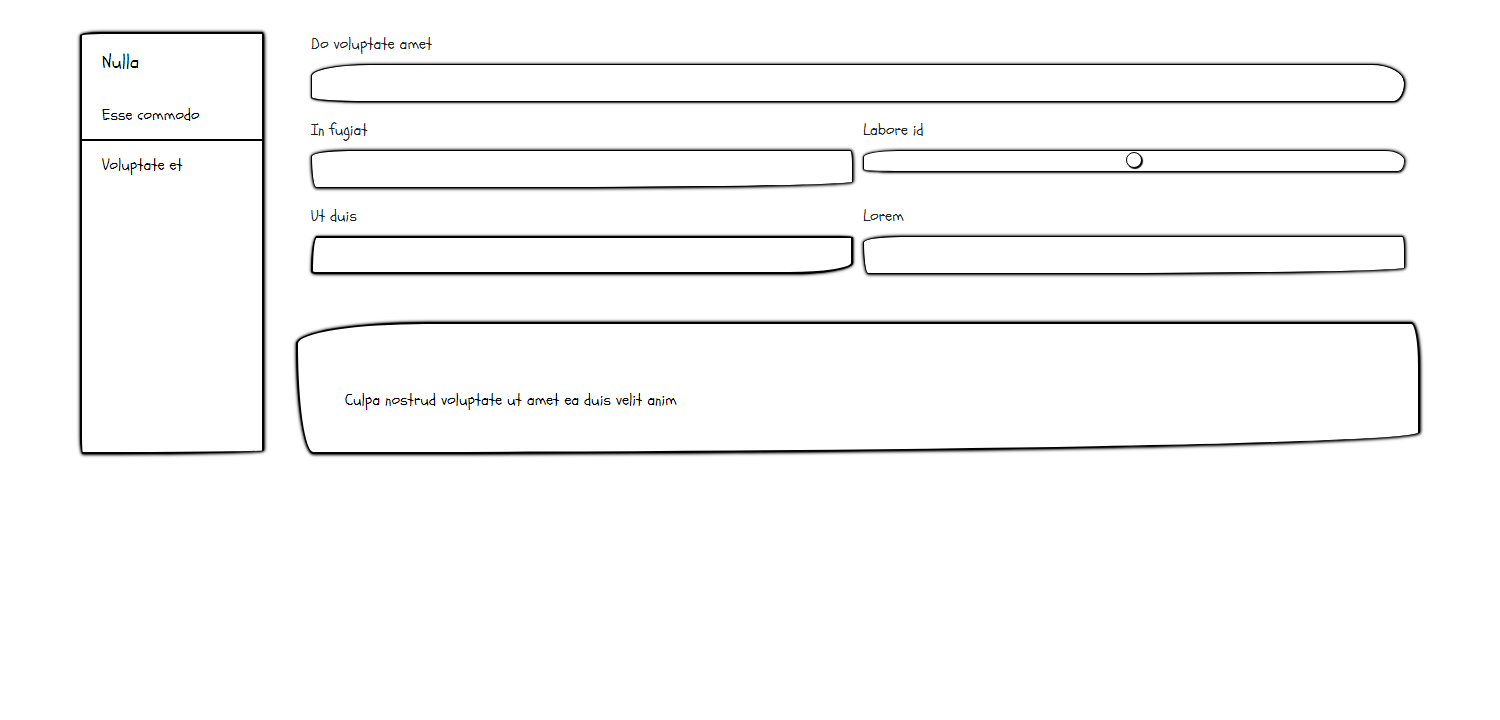 Nulla
Esse commodo
Voluptate et
Do voluptate amet
In fugiat
Labore id
Ut duis
Lorem
Culpa nostrud voluptate ut amet ea duis velit anim